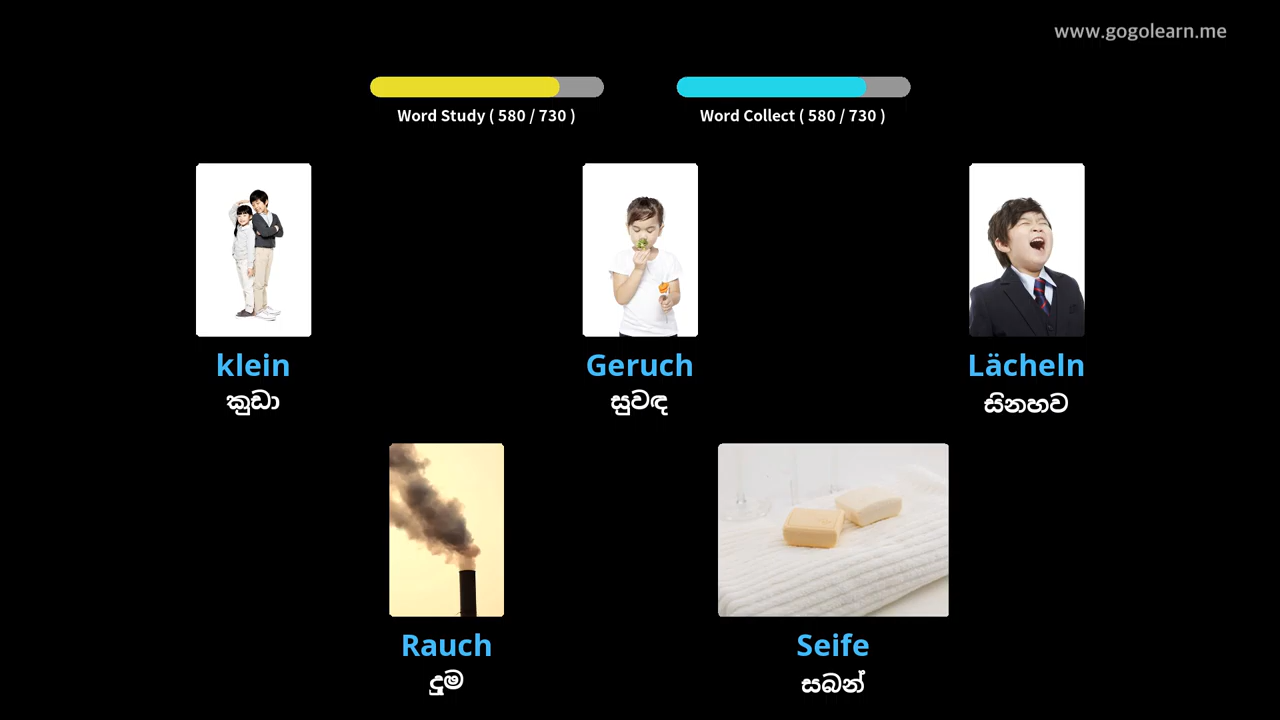 www.gogolearn.me
Word Study ( 580 / 730 )
Word Collect ( 580 / 730 )
klein
Geruch
Lächeln
කුඩා
සුවඳ
සිනහව
Rauch
Seife
දුම
සබන්